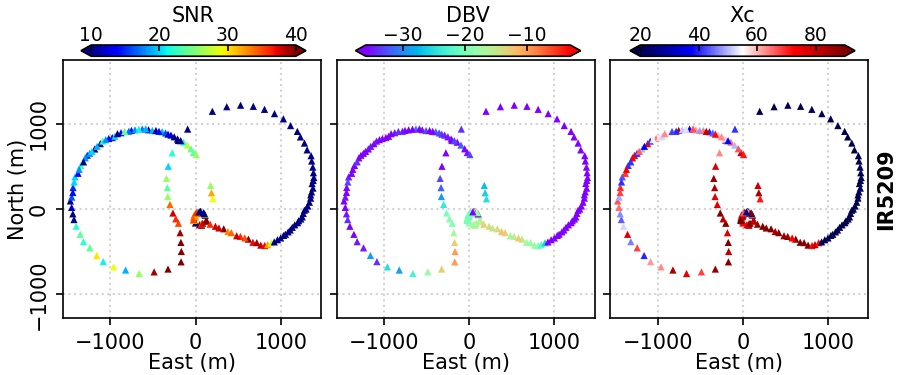 SNR DBV Xc
10 20 30 40 −30 −20 −10 20 40 60 80
1000
0
−1000
North (m)
IR5209
−1000 0 1000 −1000 0 1000 −1000 0 1000
East (m) East (m) East (m)